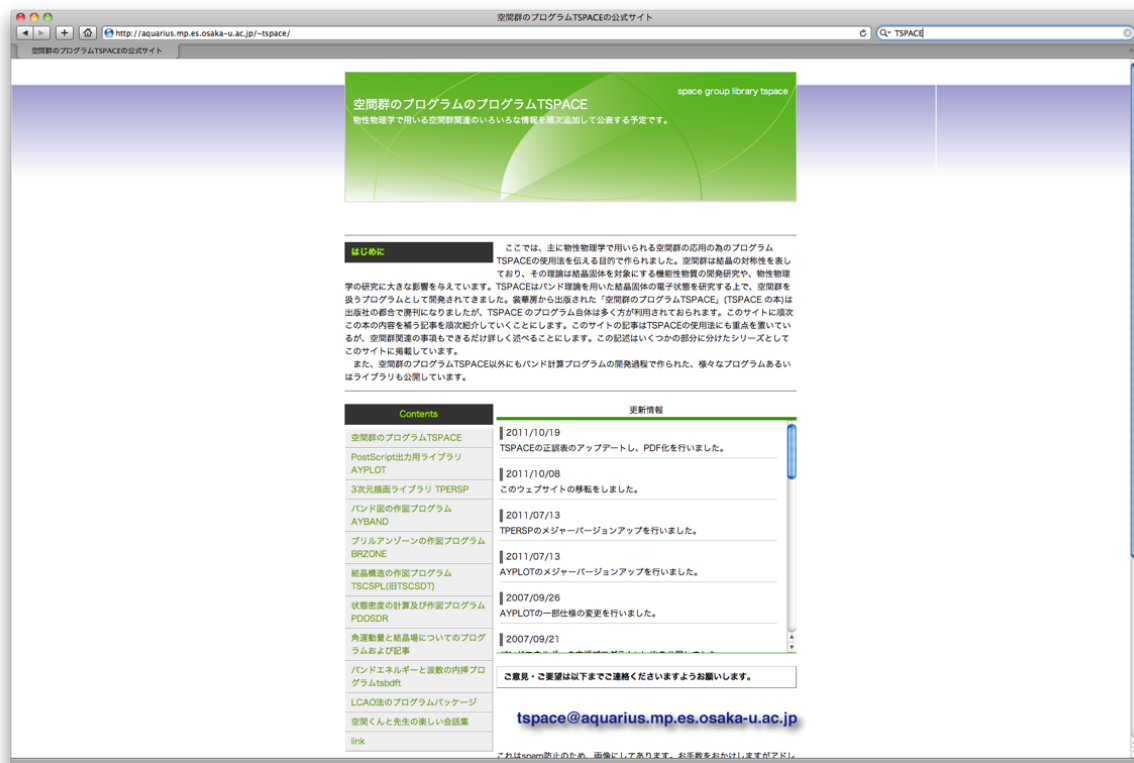 空間群のプログラムTSPACEの公式サイト
http://aquarius.mp.es.osaka-u.ac.jp/~tspace/
TSPACE
空間群のプログラムTSPACEの公式サイト
space group library tspace
空間群のプログラムのプログラムTSPACE
物性物理学で用いる空間群関連のいろいろな情報を順次追加して公表する予定です。
はじめに
ここでは、主に物性物理学で用いられる空間群の応用の為のプログラム
TSPACEの使用法を伝える目的で作られました。空間群は結晶の対称性を表し
ており、その理論は結晶固体を対象にする機能性物質の開発研究や、物性物理
学の研究に大きな影響を与えています。TSPACEはバンド理論を用いた結晶固体の電子状態を研究する上で、空間群を
扱うプログラムとして開発されてきました。裳華房から出版された「空間群のプログラムTSPACE」(TSPACE の本)は
出版社の都合で廃刊になりましたが、TSPACE のプログラム自体は多く方が利用されておられます。このサイトに順次
この本の内容を補う記事を順次紹介していくことにします。このサイトの記事はTSPACEの使用法にも重点を置いてい
るが、空間群関連の事項もできるだけ詳しく述べることにします。この記述はいくつかの部分に分けたシリーズとして
このサイトに掲載しています。
また、空間群のプログラムTSPACE以外にもバンド計算プログラムの開発過程で作られた、様々なプログラムあるい
はライブラリも公開しています。
Contents
空間群のプログラムTSPACE
PostScript出力用ライブラリ
AYPLOT
3次元描画ライブラリ TPERSP
バンド図の作図プログラム
AYBAND
ブリルアンゾーンの作図プログラム
BRZONE
結晶構造の作図プログラム
TSCSPL(旧TSCSDT)
状態密度の計算及び作図プログラム
PDOSDR
角運動量と結晶場についてのプログ
ラムおよび記事
バンドエネルギーと波数の内挿プロ
グラムtsbdft
LCAO法のプログラムパッケージ
空間くんと先生の楽しい会話集
link
更新情報
2011/10/19
TSPACEの正誤表のアップデートし、PDF化を行いました。
2011/10/08
このウェブサイトの移転をしました。
2011/07/13
TPERSPのメジャーバージョンアップを行いました。
2011/07/13
AYPLOTのメジャーバージョンアップを行いました。
2007/09/26
AYPLOTの一部仕様の変更を行いました。
2007/09/21
ご意見・ご要望は以下までご連絡くださいますようお願いします。
tspace@aquarius.mp.es.osaka-u.ac.jp
これはspam防止のため、画像にしてあります。お手数をおかけしますがアドレ